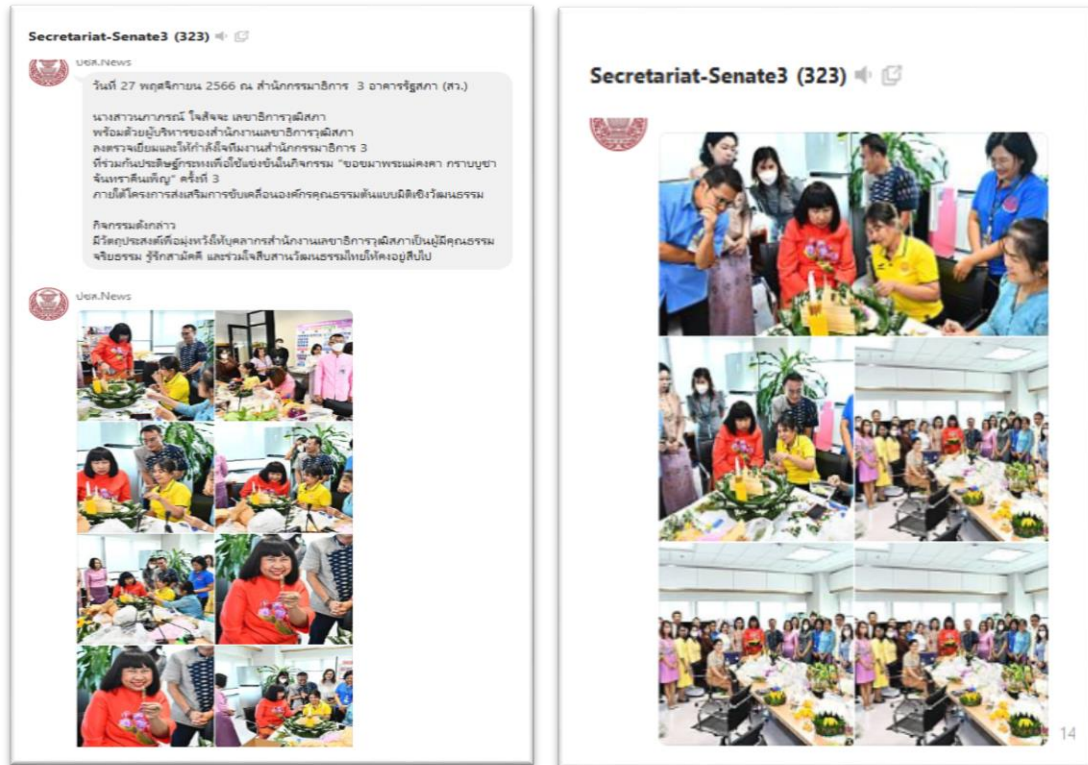 Secretariat-Senate3 (323)
ปชส.News
วันที่ 27 พฤศจิกายน 2566 ณ สำนักกรรมาธิการ 3 อาคารรัฐสภา (สว.)
นางสาวนภาภรณ์ ใจสัจจะ เลขาธิการวุฒิสภา
พร้อมด้วยผู้บริหารของสำนักงานเลขาธิการวุฒิสภา
ลงตรวจเยี่ยมและให้กำลังใจทีมงานสำนักกรรมาธิการ 3
ที่ร่วมกันประดิษฐ์กระทงเพื่อใช้แข่งขันในกิจกรรม "ขอขมาพระแม่คงคา กราบบูชา
จันทราคืนเพ็ญ" ครั้งที่ 3
ภายใต้โครงการส่งเสริมการขับเคลื่อนองค์กรคุณธรรมต้นแบบมิติเชิงวัฒนธรรม
กิจกรรมดังกล่าว
มีวัตถุประสงค์เพื่อมุ่งหวังให้บุคลากรสำนักงานเลขาธิการวุฒิสภาเป็นผู้มีคุณธรรม
จริยธรรม รู้รักสามัคคี และร่วมใจสืบสานวัฒนธรรมไทยให้คงอยู่สืบไป
ปชส.News
Secretariat-Senate3 (323)
14